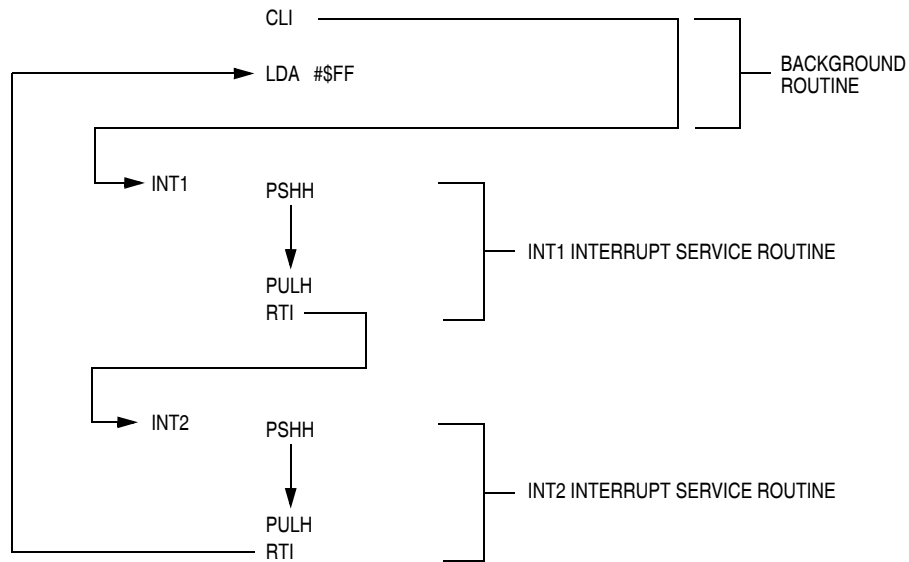 CLI
LDA #$FF
BACKGROUND
ROUTINE
INT1
PSHH
INT1 INTERRUPT SERVICE ROUTINE
PULH
RTI
INT2
PSHH
INT2 INTERRUPT SERVICE ROUTINE
PULH
RTI